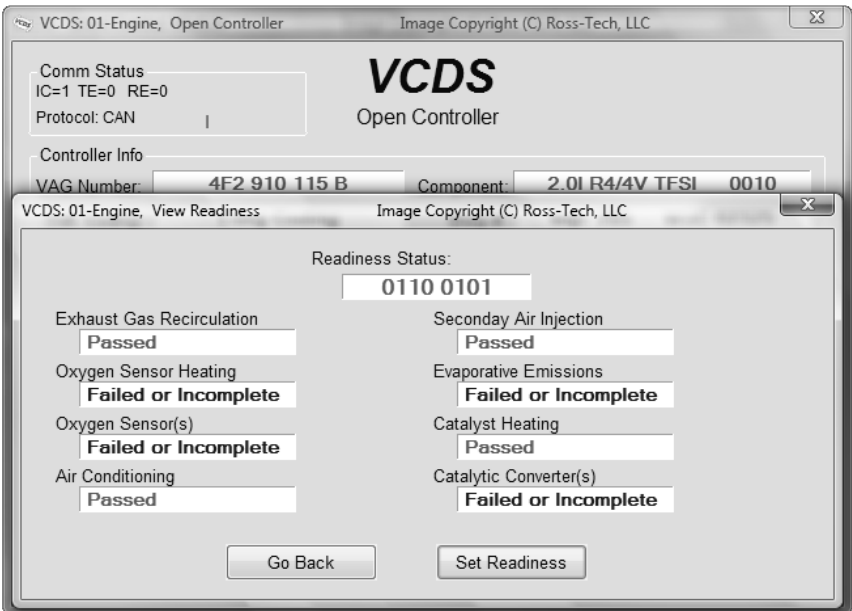 VCDS: 01-Engine, Open Controller Image Copyright (C) Ross-Tech, LLC
Comm Status
IC=1 TE=0 RE=0
Protocol: CAN |
VCDS
Open Controller
Controller Info
VAG Number: 4F2 910 115 B Component: 2.0l R4/4V TFSI 0010
VCDS: 01-Engine, View Readiness Image Copyright (C) Ross-Tech, LLC
Readiness Status:
0110 0101
Exhaust Gas Recirculation
Passed
Seconday Air Injection
Passed
Oxygen Sensor Heating
Failed or Incomplete
Evaporative Emissions
Failed or Incomplete
Oxygen Sensor(s)
Failed or Incomplete
Catalyst Heating
Passed
Air Conditioning
Passed
Catalytic Converter(s)
Failed or Incomplete
Go Back
Set Readiness